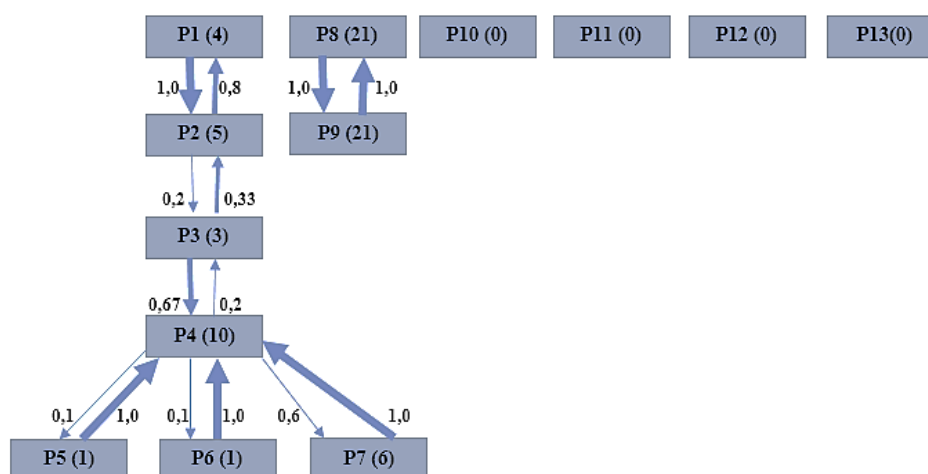 P1 (4) P8 (21) P10 (0) P11 (0) P12 (0) P13(0)
1,0 0,8 1,0 1,0
P2 (5) P9 (21)
0,2 0,33
P3 (3)
0,67 0,2
P4 (10)
0,1 1,0 0,1 1,0 0,6 1,0
P5 (1) P6 (1) P7 (6)